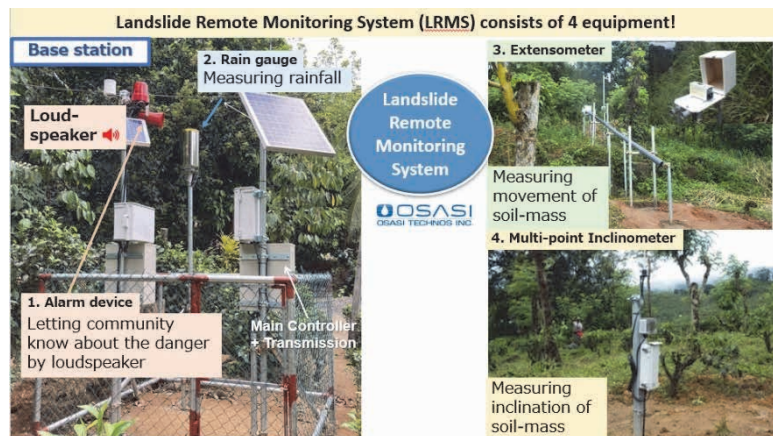 Landslide Remote Monitoring System (LRMS) consists of 4 equipment!
Base station
2. Rain gauge
Measuring rainfall
Loud-
speaker
1. Alarm device
Letting community
know about the danger
by loudspeaker
Main Controller
+ Transmission
Landslide
Remote
Monitoring
System
OSASI
OSASI TECHNOS INC.
3. Extensometer
Measuring
movement of
soil-mass
4. Multi-point Inclinometer
Measuring
inclination of
soil-mass